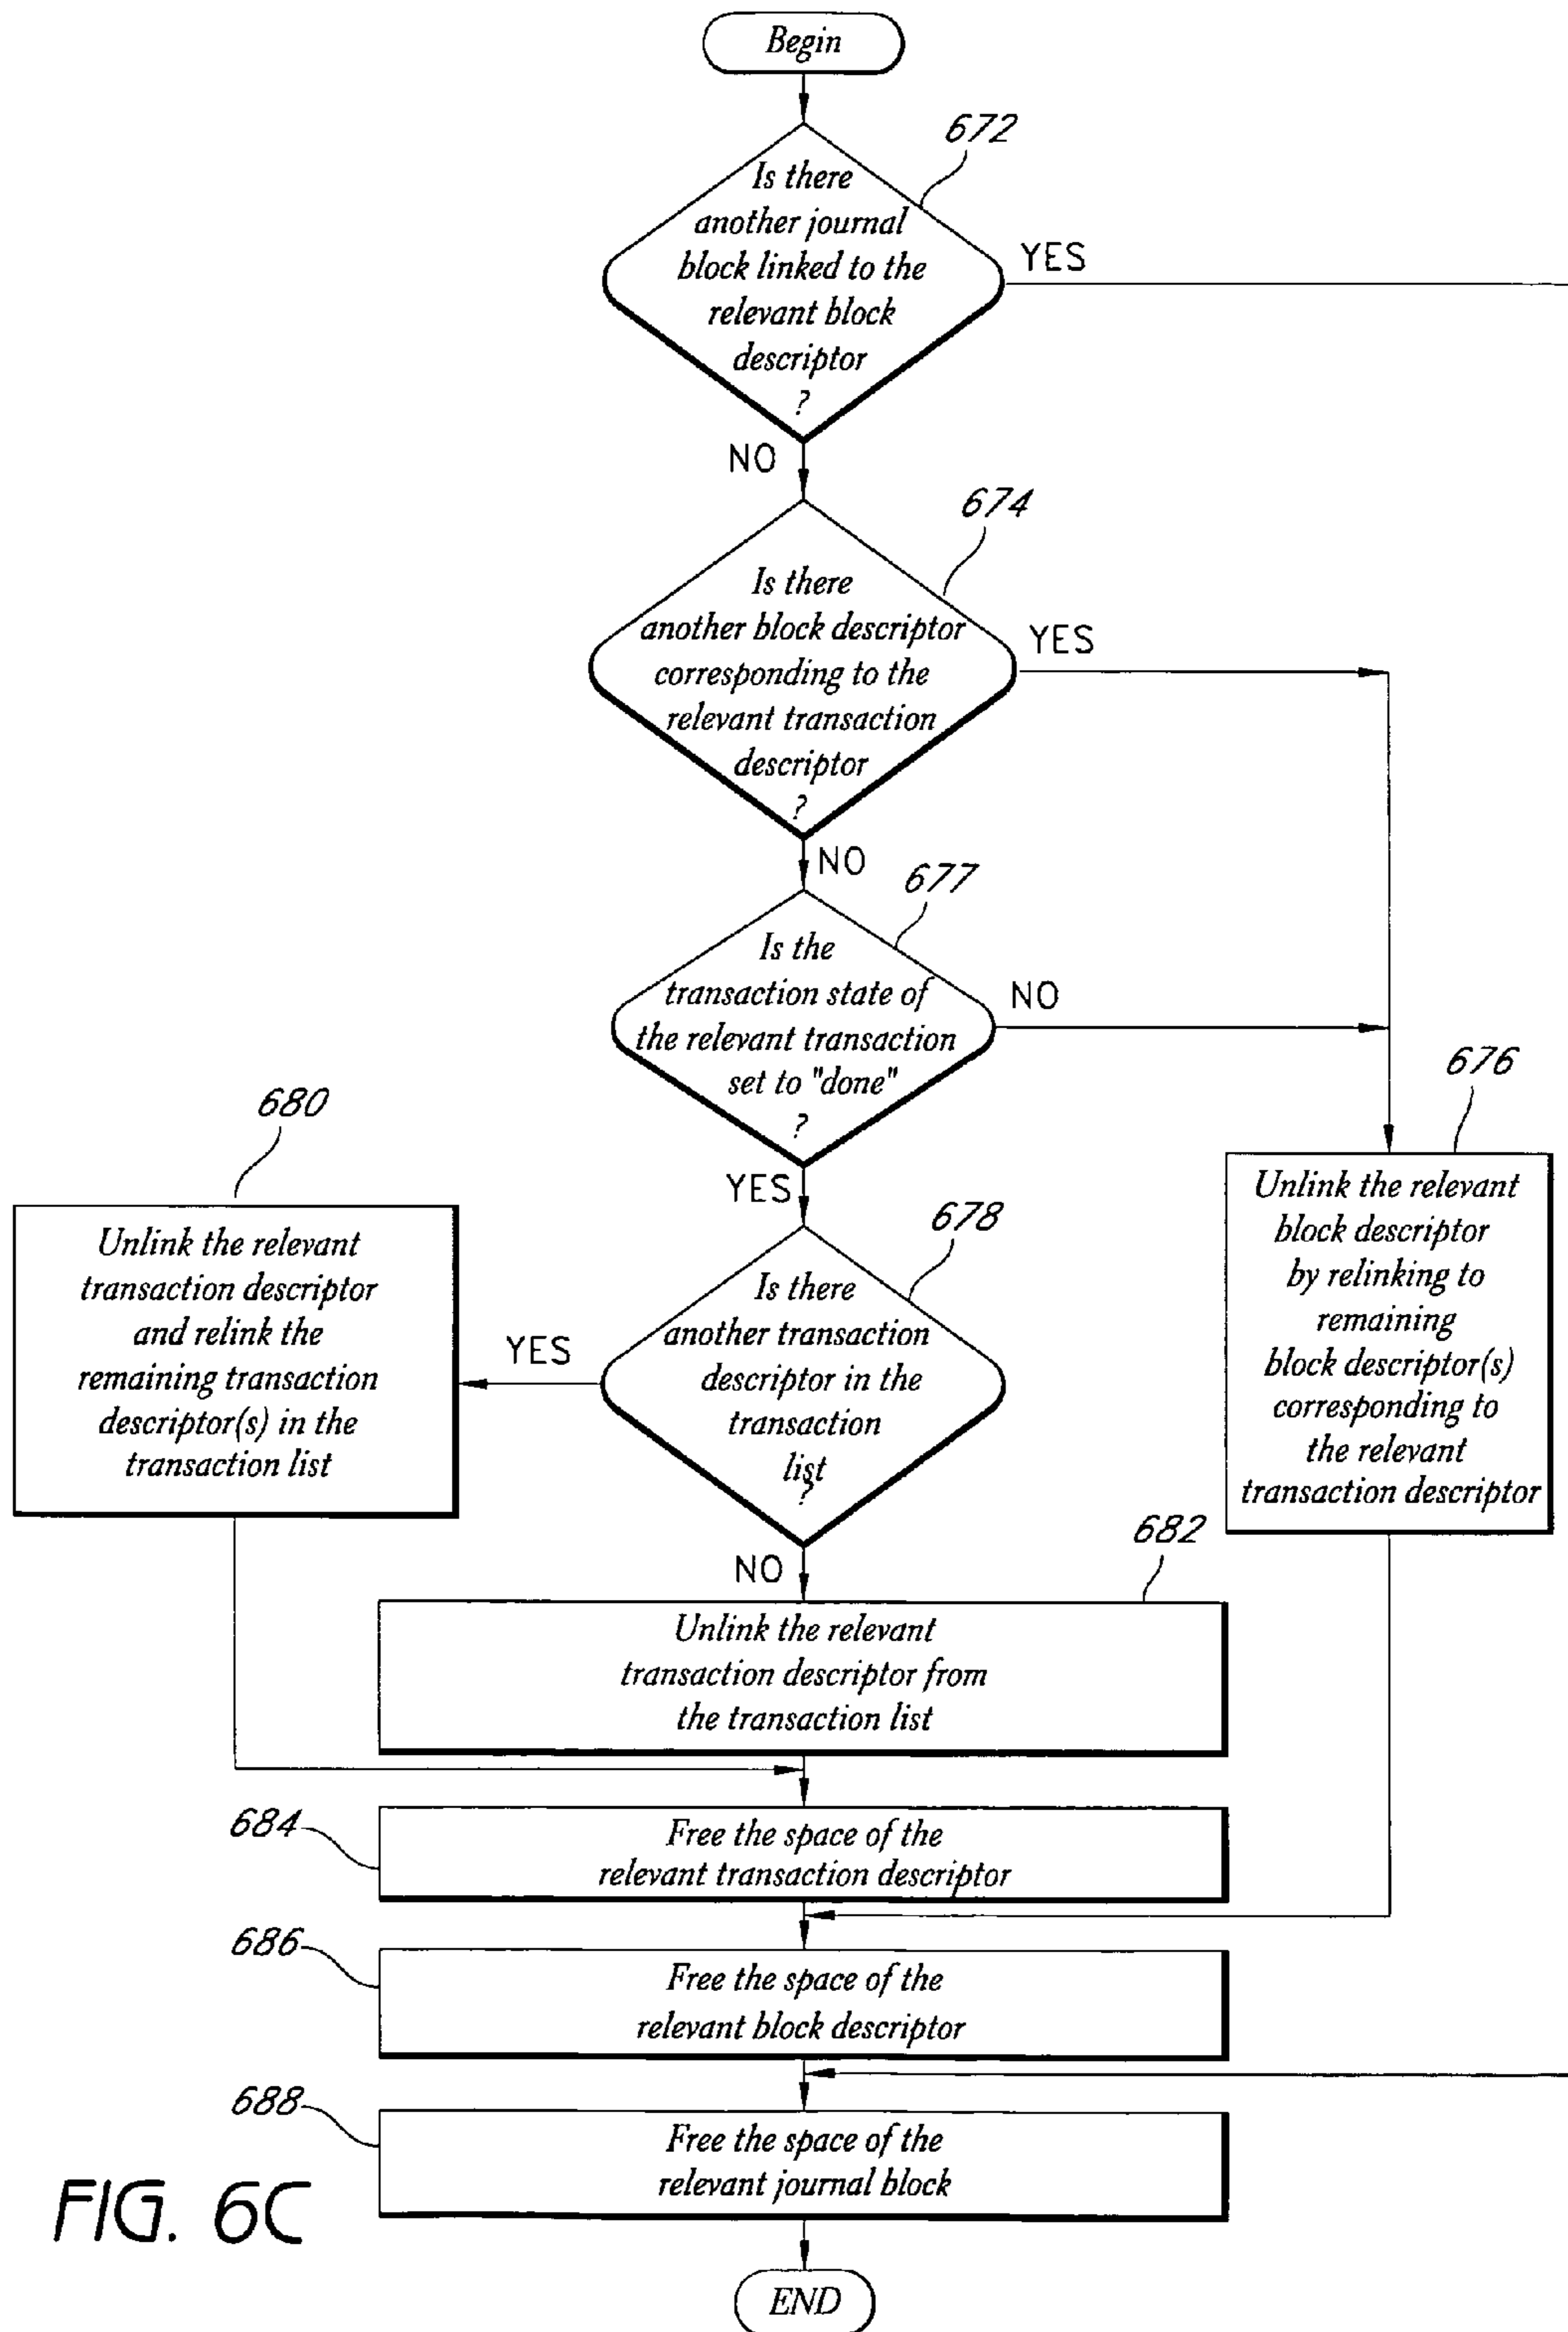 Begin
672
Is there
another journal
block linked to the
relevant block
descriptor
?
YES
NO
674
Is there
another block descriptor
corresponding to the
relevant transaction
descriptor
?
YES
NO
677
Is the
transaction state of
the relevant transaction
set to "done"
?
NO
YES
676
Unlink the relevant
block descriptor
by relinking to
remaining
block descriptor(s)
corresponding to
the relevant
transaction descriptor
678
Is there
another transaction
descriptor in the
transaction
list
?
YES
NO
680
Unlink the relevant
transaction descriptor
and relink the
remaining transaction
descriptor(s) in the
transaction list
682
Unlink the relevant
transaction descriptor from
the transaction list
684
Free the space of the
relevant transaction descriptor
686
Free the space of the
relevant block descriptor
688
Free the space of the
relevant journal block
END
FIG. 6C